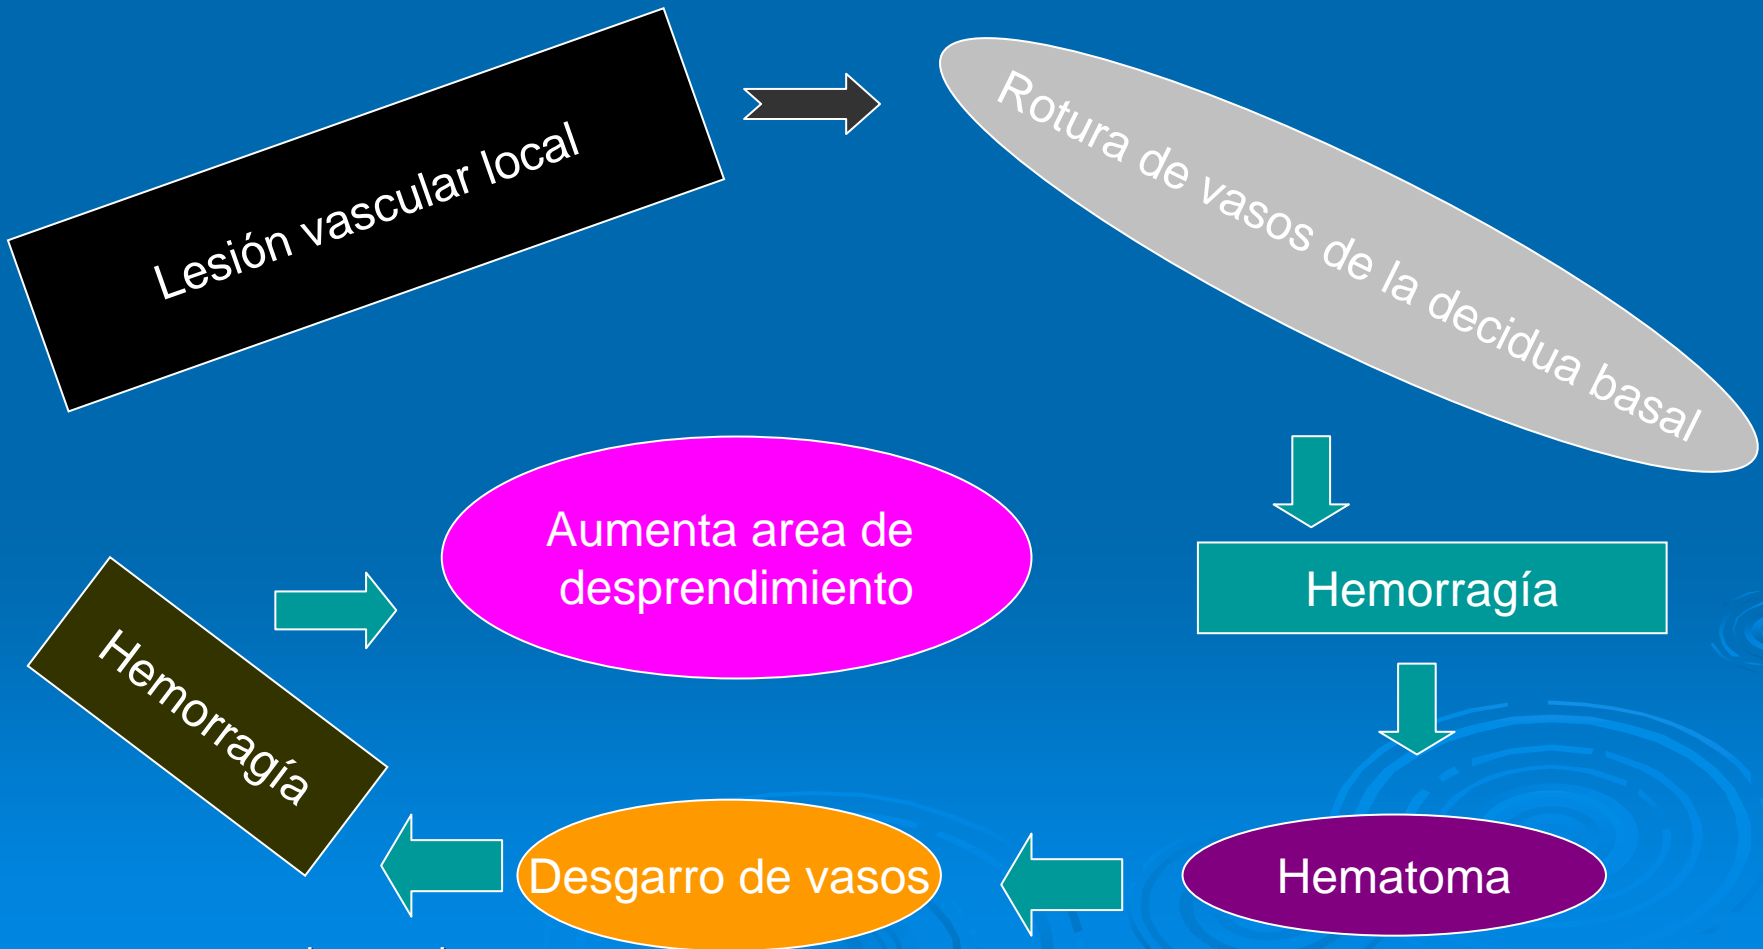 Lesión vascular local
Rotura de vasos de la decidua basal
Hemorragía
Hematoma
Desgarro de vasos
Hemorragía
Aumenta area de
desprendimiento